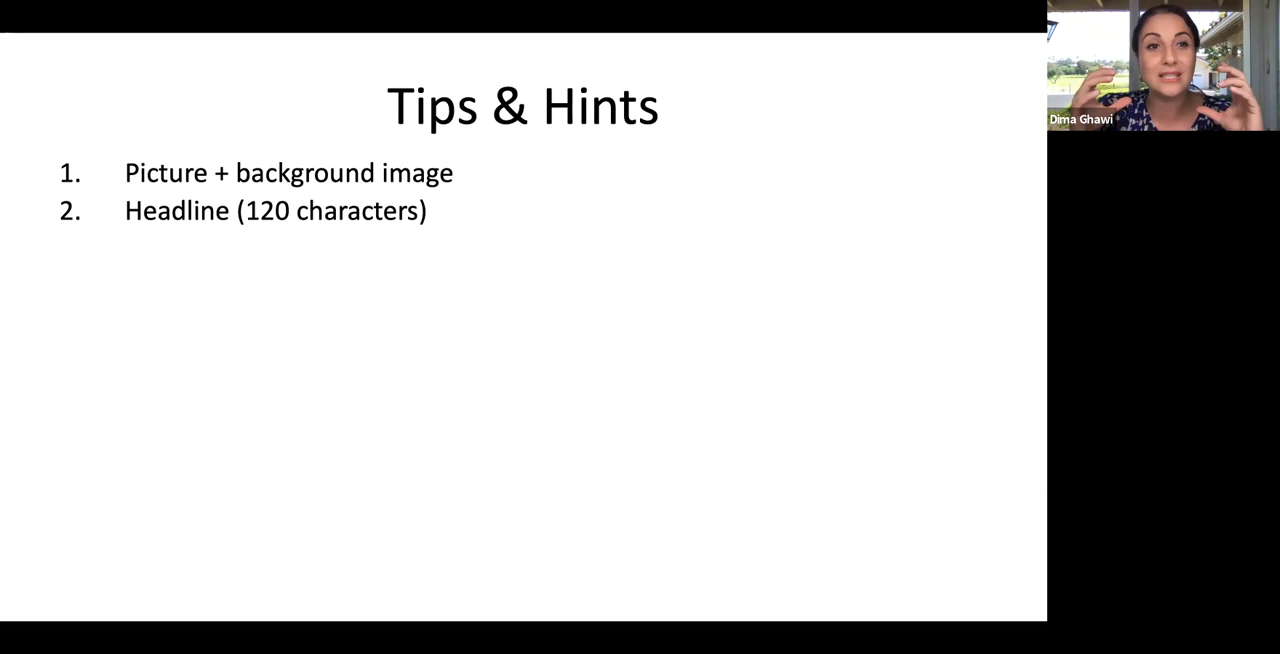 Tips & Hints
1. Picture + background image
2. Headline (120 characters)
Dima Ghawi